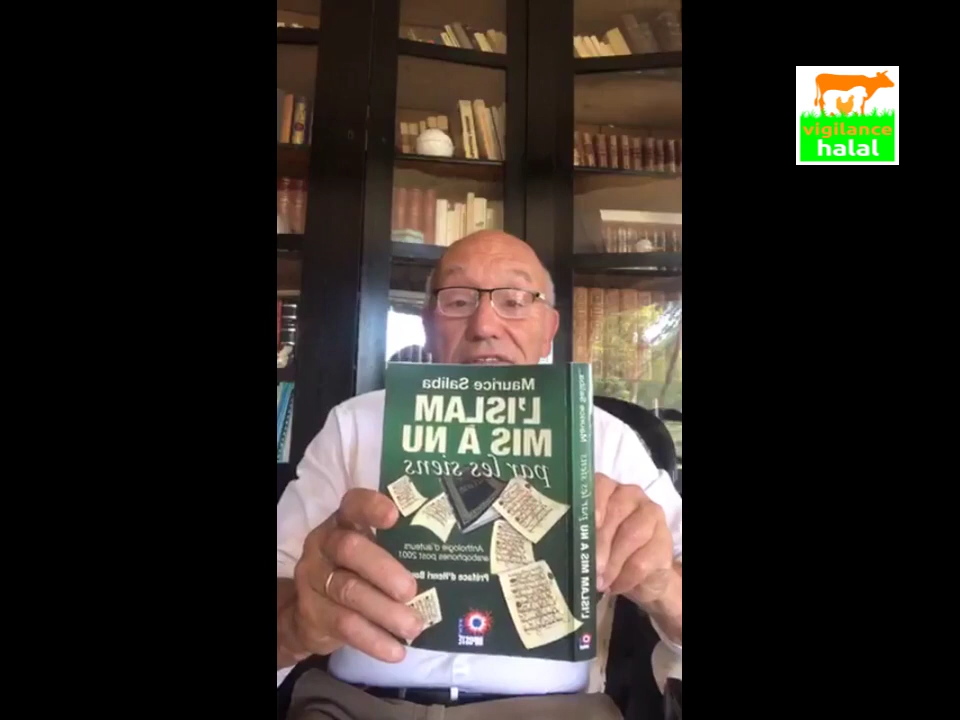 vigilance
halal
Maurice Saliba
L'ISLAM
MIS À NU
par les siens
Anthologie d'auteurs
arabophones post 2001
Préface d'Henri
L'ISLAM MIS À NU par les siens Maurice Saliba